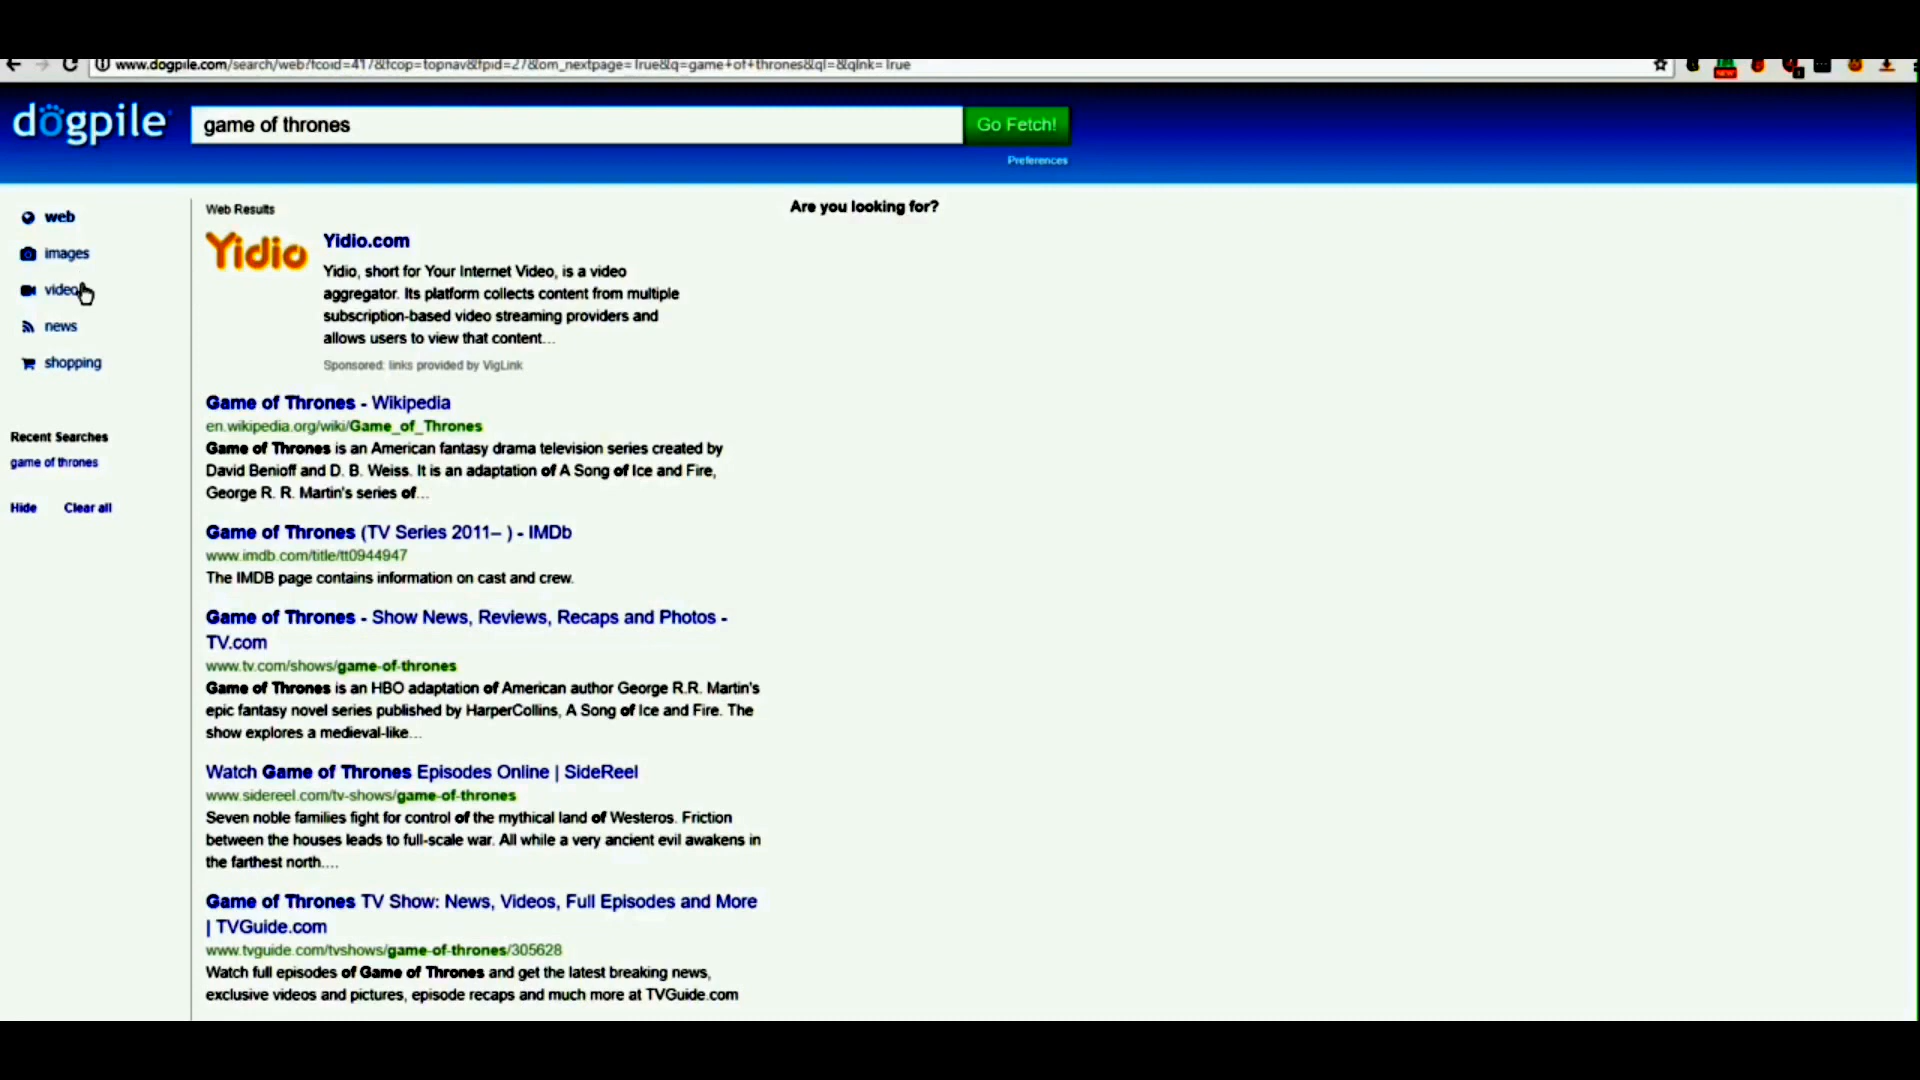 www.dogpile.com/search/web?fcoid=417&fcop=topnav&fpid=27&om_nextpage=True&q=game+of+thrones&ql=&qlnk=True
NEW
dogpile
game of thrones
Go Fetch!
Preferences
web
images
video
news
shopping
Recent Searches
game of thrones
Hide Clear all
Web Results
Yidio
Yidio.com
Yidio, short for Your Internet Video, is a video
aggregator. Its platform collects content from multiple
subscription-based video streaming providers and
allows users to view that content...
Sponsored: links provided by VigLink
Game of Thrones - Wikipedia
en.wikipedia.org/wiki/Game_of_Thrones
Game of Thrones is an American fantasy drama television series created by
David Benioff and D. B. Weiss. It is an adaptation of A Song of Ice and Fire,
George R. R. Martin's series of...
Game of Thrones (TV Series 2011– ) - IMDb
www.imdb.com/title/tt0944947
The IMDB page contains information on cast and crew.
Game of Thrones - Show News, Reviews, Recaps and Photos -
TV.com
www.tv.com/shows/game-of-thrones
Game of Thrones is an HBO adaptation of American author George R.R. Martin's
epic fantasy novel series published by HarperCollins, A Song of Ice and Fire. The
show explores a medieval-like...
Watch Game of Thrones Episodes Online | SideReel
www.sidereel.com/tv-shows/game-of-thrones
Seven noble families fight for control of the mythical land of Westeros. Friction
between the houses leads to full-scale war. All while a very ancient evil awakens in
the farthest north....
Game of Thrones TV Show: News, Videos, Full Episodes and More
| TVGuide.com
www.tvguide.com/tvshows/game-of-thrones/305628
Watch full episodes of Game of Thrones and get the latest breaking news,
exclusive videos and pictures, episode recaps and much more at TVGuide.com
Are you looking for?